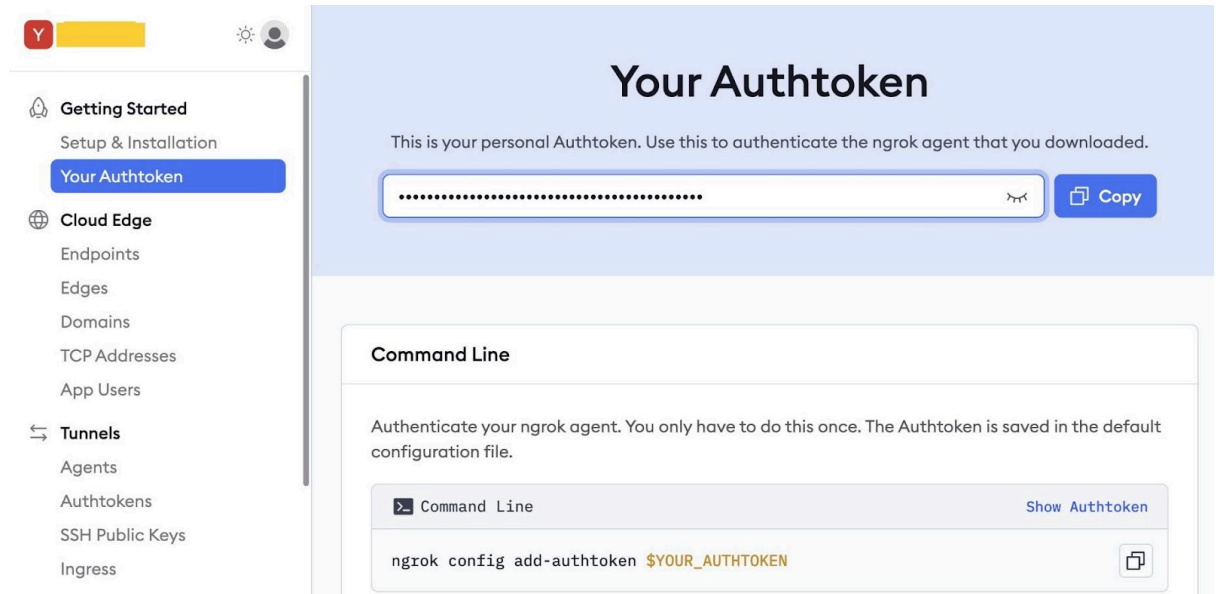 Y
Getting Started
Setup & Installation
Your Authtoken
Cloud Edge
Endpoints
Edges
Domains
TCP Addresses
App Users
Tunnels
Agents
Authtokens
SSH Public Keys
Ingress
Your Authtoken
This is your personal Authtoken. Use this to authenticate the ngrok agent that you downloaded.
Copy
Command Line
Authenticate your ngrok agent. You only have to do this once. The Authtoken is saved in the default
configuration file.
Command Line
Show Authtoken
ngrok config add-authtoken $YOUR_AUTHTOKEN